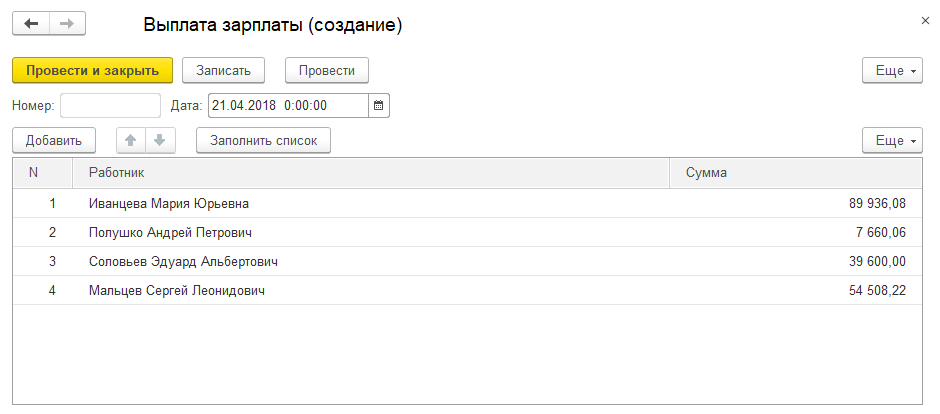 Выплата зарплаты (создание)
Провести и закрыть Записать Провести Еще
Номер: Дата: 21.04.2018 0:00:00
Добавить Заполнить список Еще
N Работник Сумма
1 Иванцева Мария Юрьевна 89 936,08
2 Полушко Андрей Петрович 7 660,06
3 Соловьев Эдуард Альбертович 39 600,00
4 Мальцев Сергей Леонидович 54 508,22